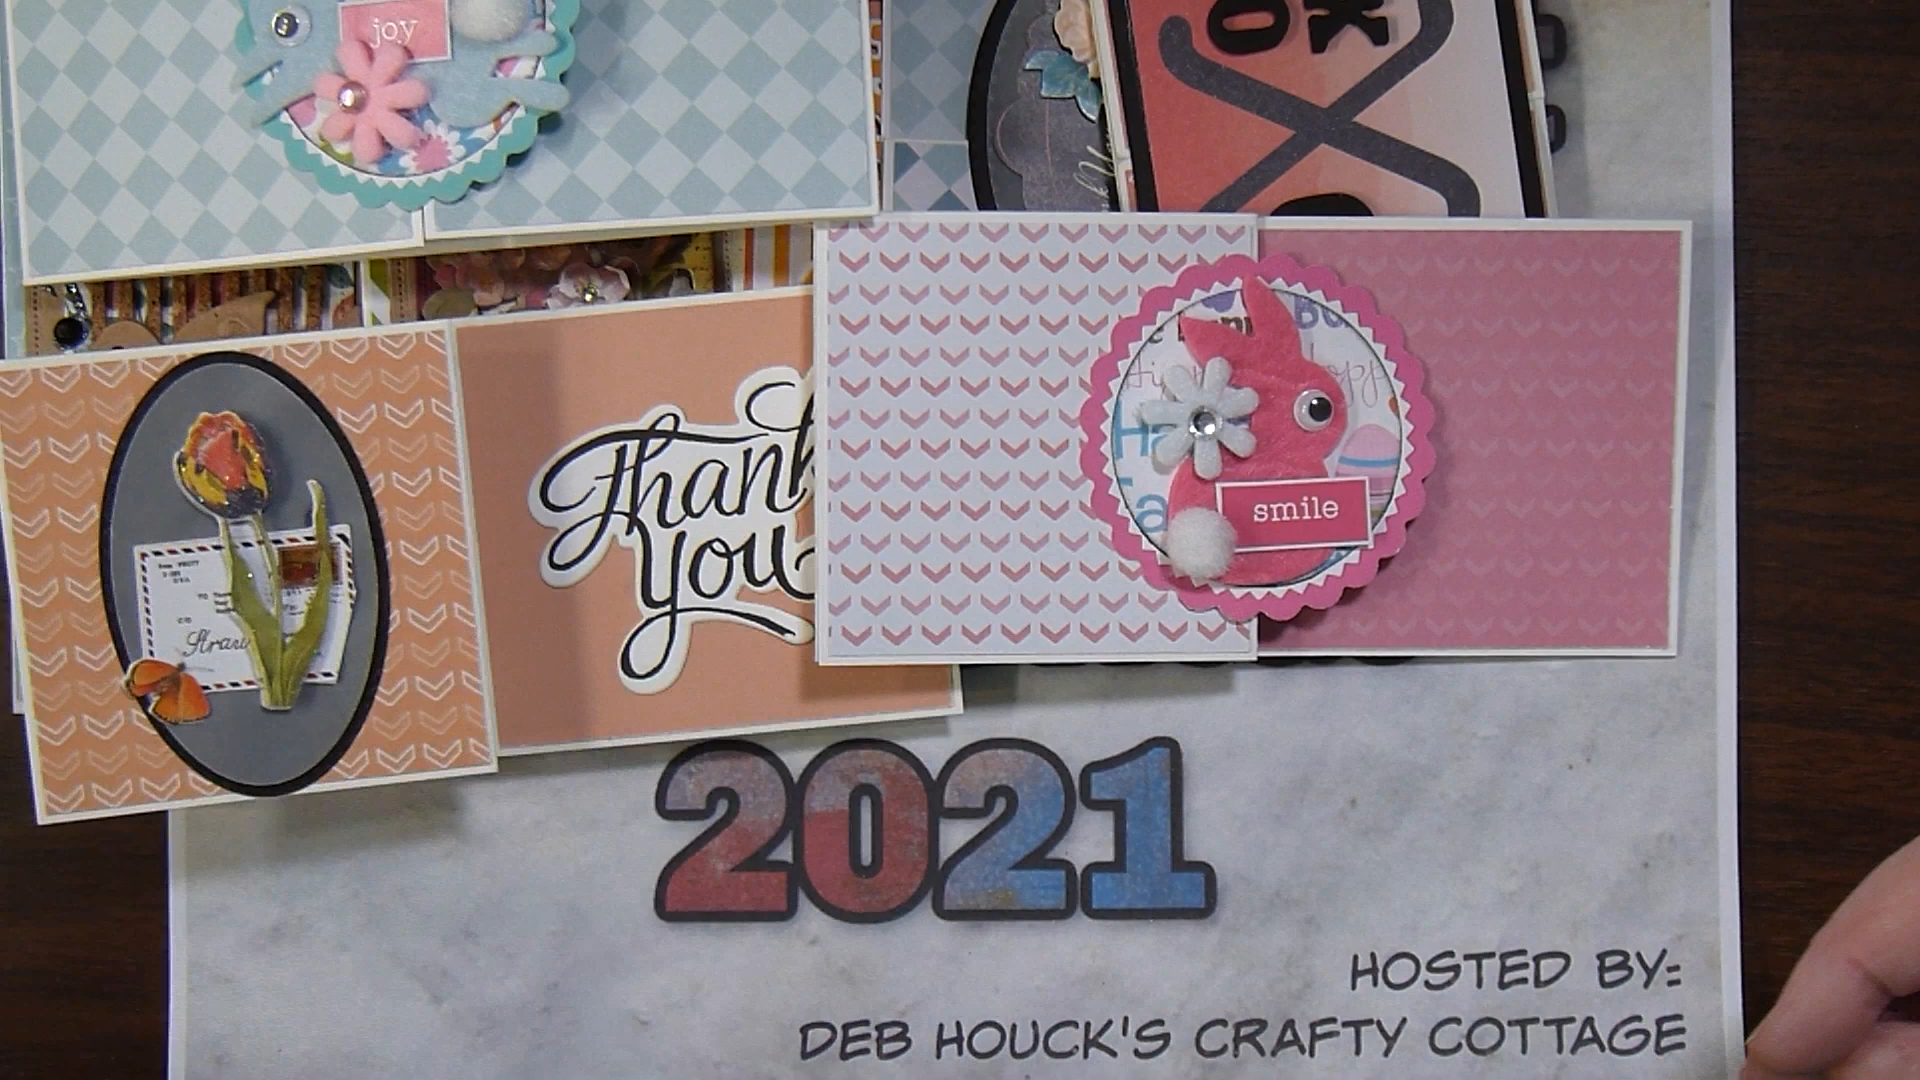 joy
K
O
Thank
You
smile
2021
HOSTED BY:
DEB HOUCK'S CRAFTY COTTAGE